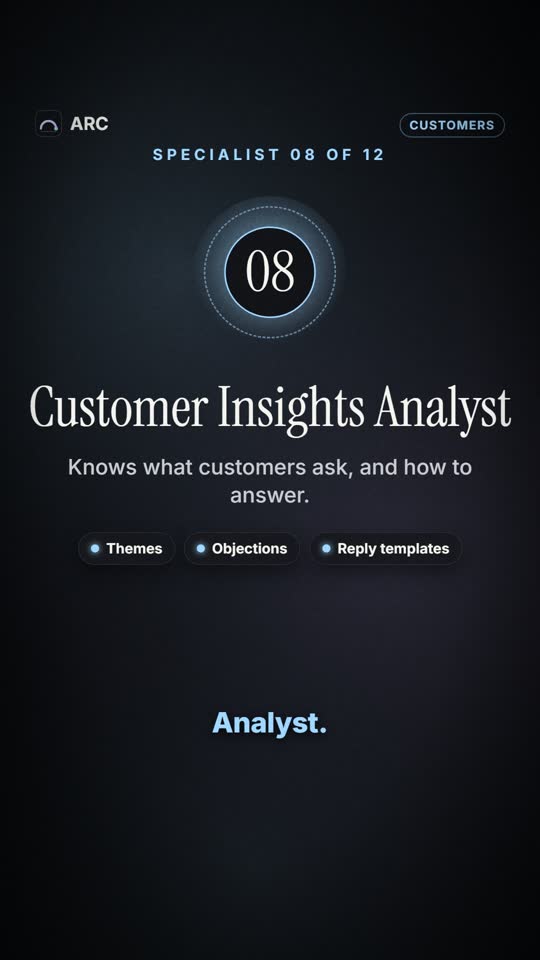 ARC
CUSTOMERS
SPECIALIST 08 OF 12
08
Customer Insights Analyst
Knows what customers ask, and how to
answer.
Themes
Objections
Reply templates
Analyst.